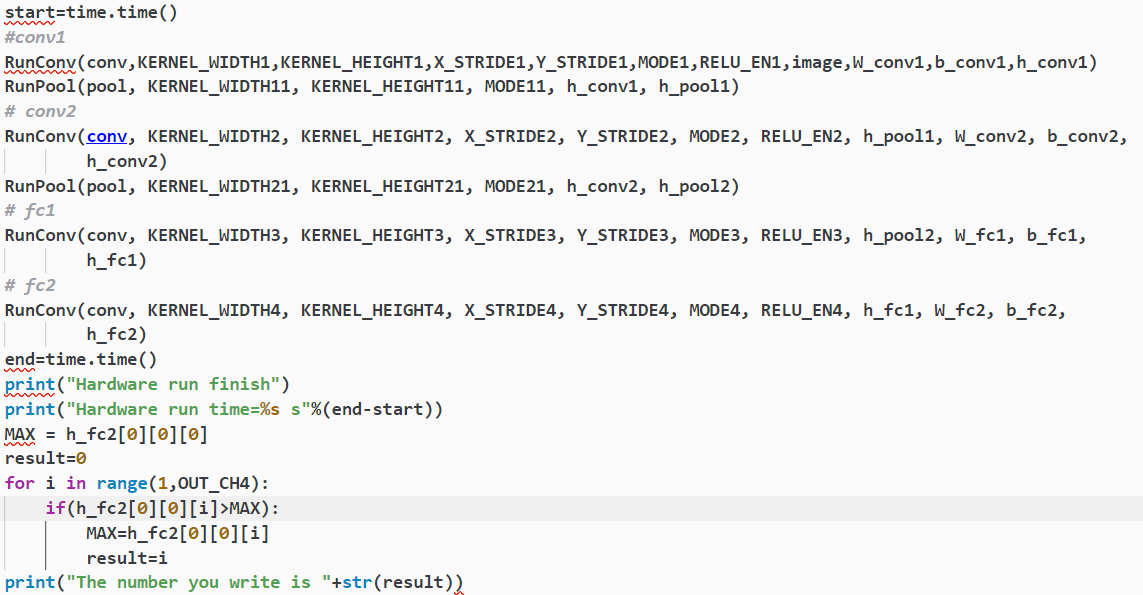 start=time.time()
#conv1
RunConv(conv,KERNEL_WIDTH1,KERNEL_HEIGHT1,X_STRIDE1,Y_STRIDE1,MODE1,RELU_EN1,image,W_conv1,b_conv1,h_conv1)
RunPool(pool, KERNEL_WIDTH11, KERNEL_HEIGHT11, MODE11, h_conv1, h_pool1)
# conv2
RunConv(conv, KERNEL_WIDTH2, KERNEL_HEIGHT2, X_STRIDE2, Y_STRIDE2, MODE2, RELU_EN2, h_pool1, W_conv2, b_conv2,
        h_conv2)
RunPool(pool, KERNEL_WIDTH21, KERNEL_HEIGHT21, MODE21, h_conv2, h_pool2)
# fc1
RunConv(conv, KERNEL_WIDTH3, KERNEL_HEIGHT3, X_STRIDE3, Y_STRIDE3, MODE3, RELU_EN3, h_pool2, W_fc1, b_fc1,
        h_fc1)
# fc2
RunConv(conv, KERNEL_WIDTH4, KERNEL_HEIGHT4, X_STRIDE4, Y_STRIDE4, MODE4, RELU_EN4, h_fc1, W_fc2, b_fc2,
        h_fc2)
end=time.time()
print("Hardware run finish")
print("Hardware run time=%s s"%(end-start))
MAX = h_fc2[0][0][0]
result=0
for i in range(1,OUT_CH4):
    if(h_fc2[0][0][i]>MAX):
        MAX=h_fc2[0][0][i]
        result=i
print("The number you write is "+str(result))